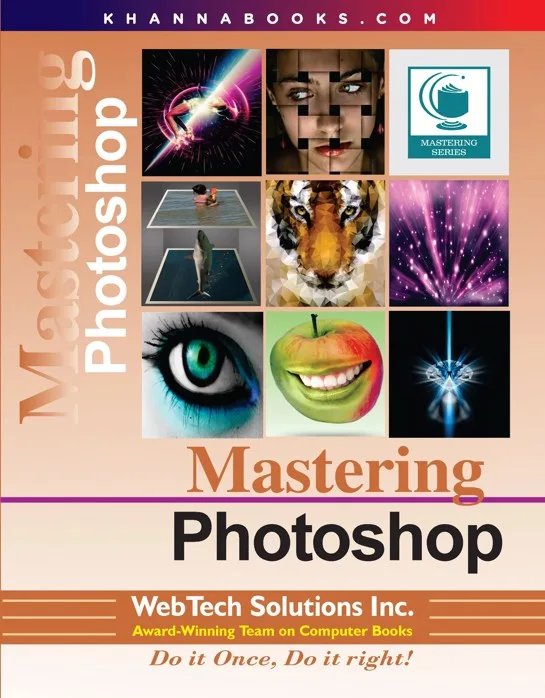 KHANNABOOKS.COM
Mastering
Photoshop
MASTERING
SERIES
Mastering
Photoshop
WebTech Solutions Inc.
Award-Winning Team on Computer Books
Do it Once, Do it right!